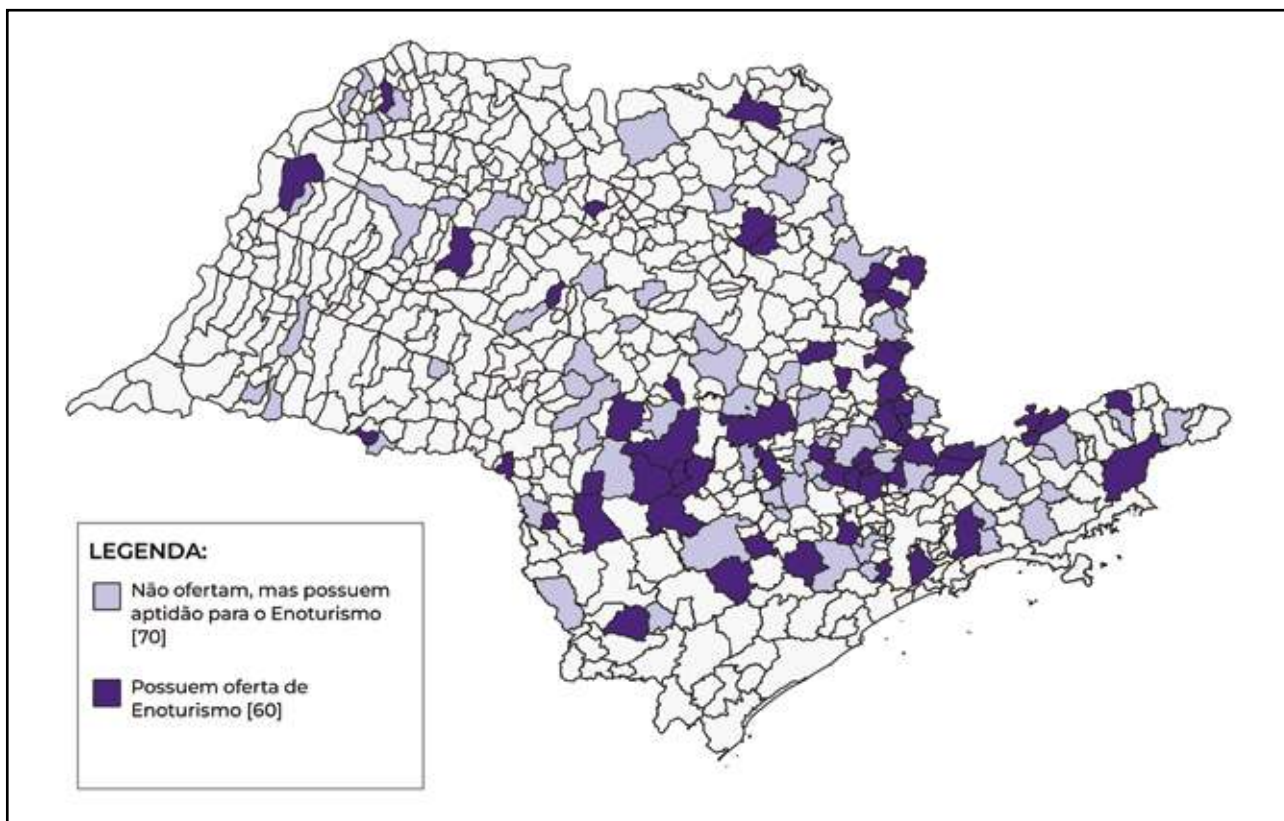 LEGENDA:
Não ofertam, mas possuem
aptidão para o Enoturismo
[70]
Possuem oferta de
Enoturismo [60]